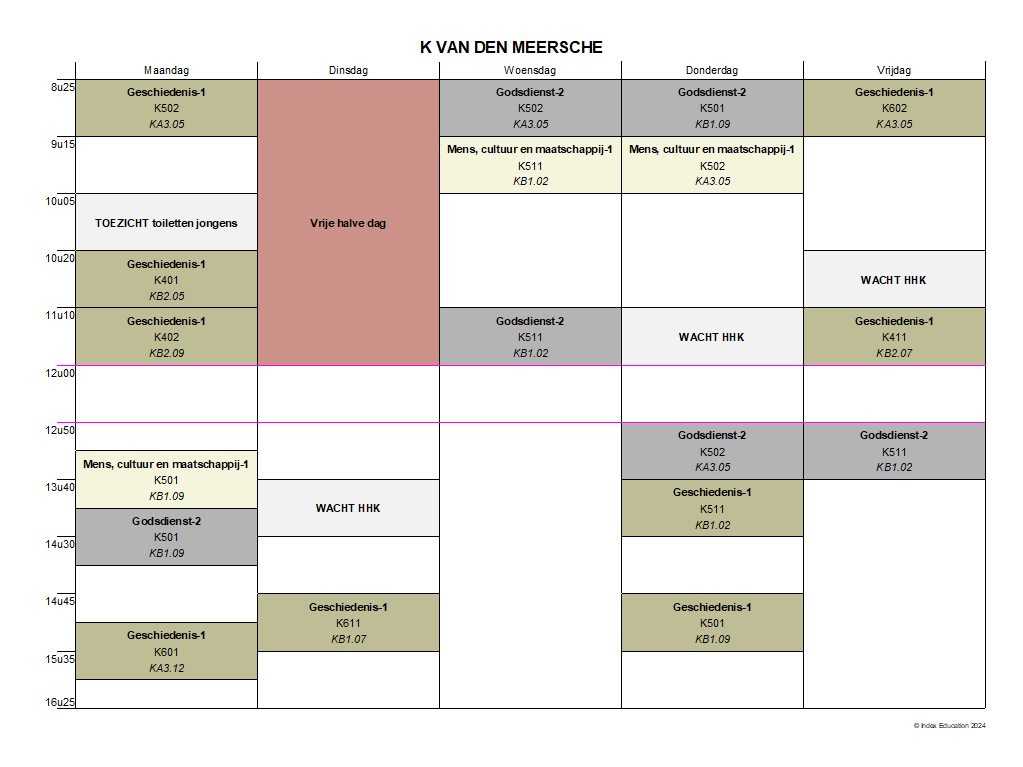 K VAN DEN MEERSCHE
Maandag
Dinsdag
Woensdag
Donderdag
Vrijdag
8u25
9u15
10u05
10u20
11u10
12u00
12u50
13u40
14u30
14u45
15u35
16u25
Geschiedenis-1
K502
KA3.05
TOEZICHT toiletten jongens
Geschiedenis-1
K401
KB2.05
Geschiedenis-1
K402
KB2.09
Mens, cultuur en maatschappij-1
K501
KB1.09
Godsdienst-2
K501
KB1.09
Geschiedenis-1
K601
KA3.12
Vrije halve dag
WACHT HHK
Geschiedenis-1
K611
KB1.07
Godsdienst-2
K502
KA3.05
Mens, cultuur en maatschappij-1
K511
KB1.02
Godsdienst-2
K511
KB1.02
Godsdienst-2
K501
KB1.09
Mens, cultuur en maatschappij-1
K502
KA3.05
WACHT HHK
Godsdienst-2
K502
KA3.05
Geschiedenis-1
K511
KB1.02
Geschiedenis-1
K501
KB1.09
Geschiedenis-1
K602
KA3.05
WACHT HHK
Geschiedenis-1
K411
KB2.07
Godsdienst-2
K511
KB1.02
© Index Education 2024